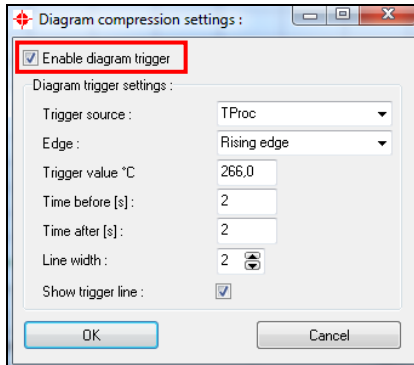 Diagram compression settings :
Enable diagram trigger
Diagram trigger settings :
Trigger source : TProc
Edge : Rising edge
Trigger value °C 266,0
Time before [s] : 2
Time after [s] : 2
Line width : 2
Show trigger line :
OK Cancel